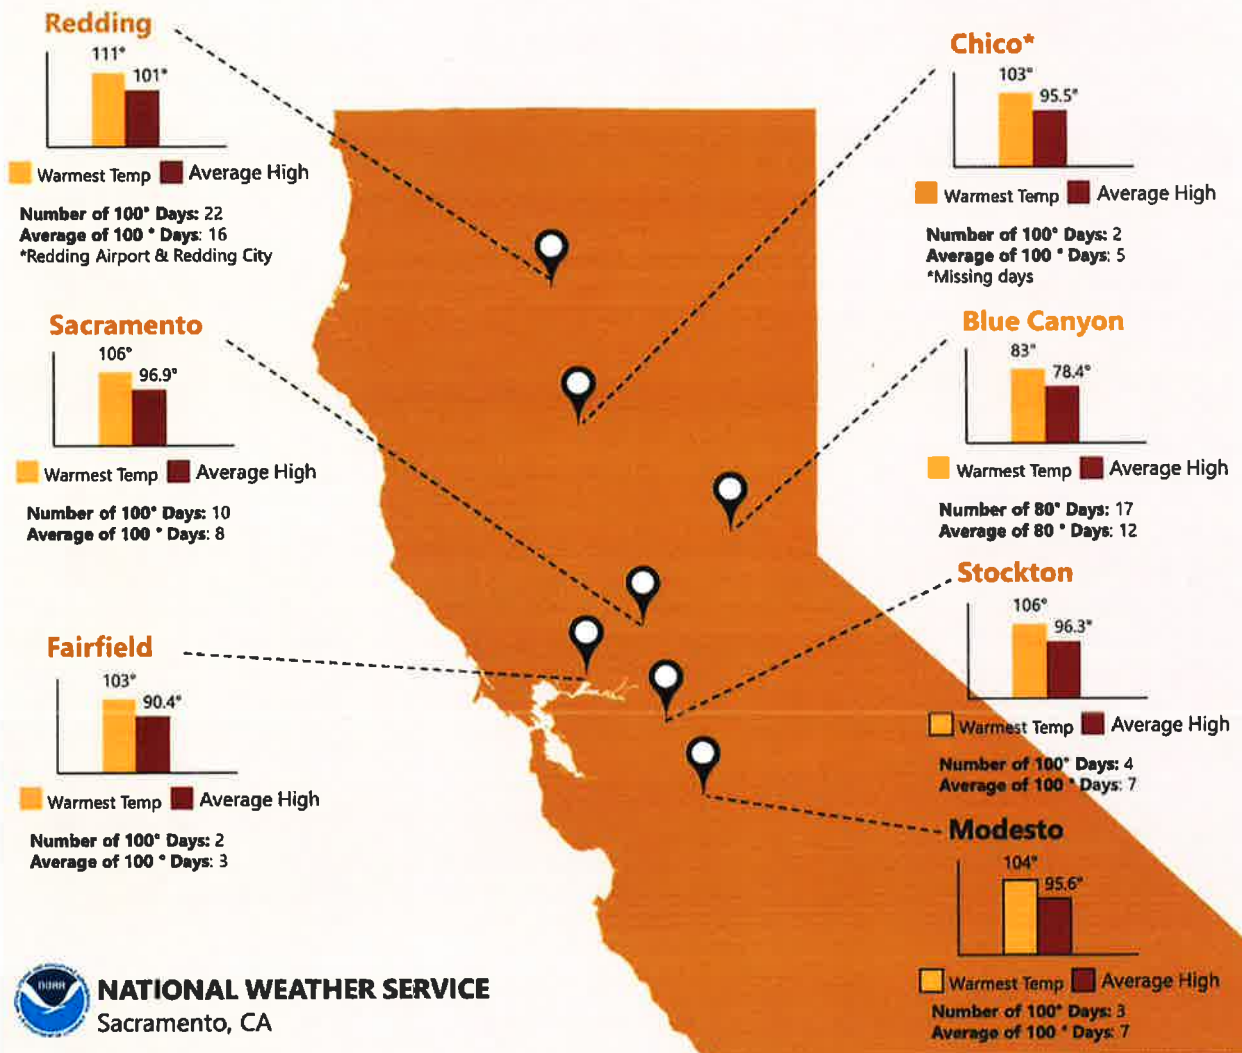 Redding
111°
101°
Warmest Temp Average High
Number of 100° Days: 22
Average of 100 ° Days: 16
*Redding Airport & Redding City
Chico*
103°
95.5°
Warmest Temp Average High
Number of 100° Days: 2
Average of 100 ° Days: 5
*Missing days
Sacramento
106°
96.9°
Warmest Temp Average High
Number of 100° Days: 10
Average of 100 ° Days: 8
Blue Canyon
83°
78.4°
Warmest Temp Average High
Number of 80° Days: 17
Average of 80 ° Days: 12
Fairfield
103°
90.4°
Warmest Temp Average High
Number of 100° Days: 2
Average of 100 ° Days: 3
Stockton
106°
96.3°
Warmest Temp Average High
Number of 100° Days: 4
Average of 100 ° Days: 7
Modesto
104°
95.6°
Warmest Temp Average High
Number of 100° Days: 3
Average of 100 ° Days: 7
noaa
NATIONAL WEATHER SERVICE
Sacramento, CA